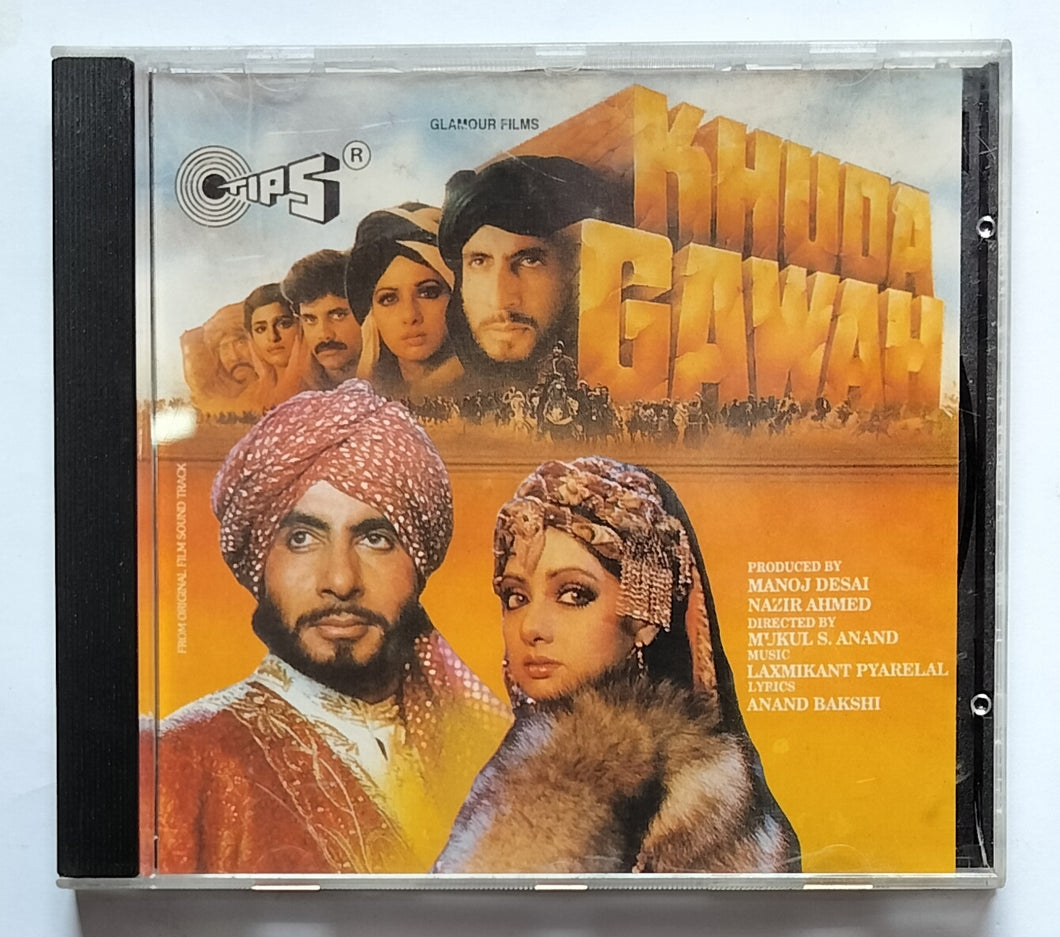 GLAMOUR FILMS
TIPS ®
KHUDA
GAWAH
FROM ORIGINAL FILM SOUND TRACK
PRODUCED BY
MANOJ DESAI
NAZIR AHMED
DIRECTED BY
MUKUL S. ANAND
MUSIC
LAXMIKANT PYARELAL
LYRICS
ANAND BAKSHI